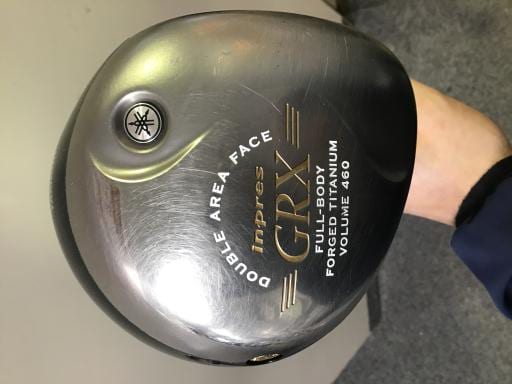 DOUBLE AREA FACE
inpres
GRX
FULL-BODY
FORGED TITANIUM
VOLUME 460